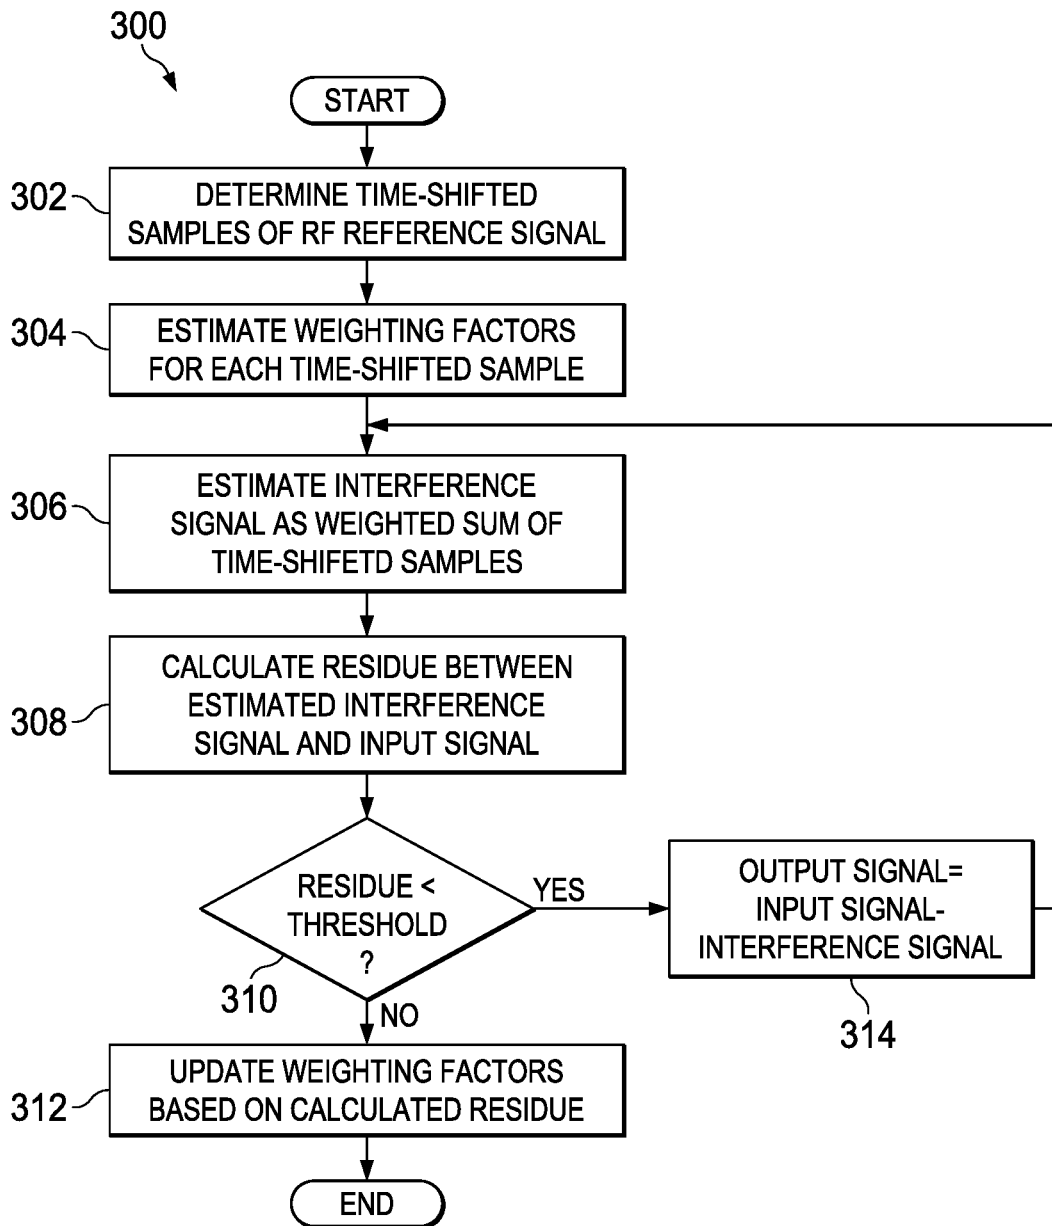 300
START
302
DETERMINE TIME-SHIFTED
SAMPLES OF RF REFERENCE SIGNAL
304
ESTIMATE WEIGHTING FACTORS
FOR EACH TIME-SHIFTED SAMPLE
306
ESTIMATE INTERFERENCE
SIGNAL AS WEIGHTED SUM OF
TIME-SHIFETD SAMPLES
308
CALCULATE RESIDUE BETWEEN
ESTIMATED INTERFERENCE
SIGNAL AND INPUT SIGNAL
RESIDUE <
THRESHOLD
?
310
YES
OUTPUT SIGNAL=
INPUT SIGNAL-
INTERFERENCE SIGNAL
314
NO
312
UPDATE WEIGHTING FACTORS
BASED ON CALCULATED RESIDUE
END